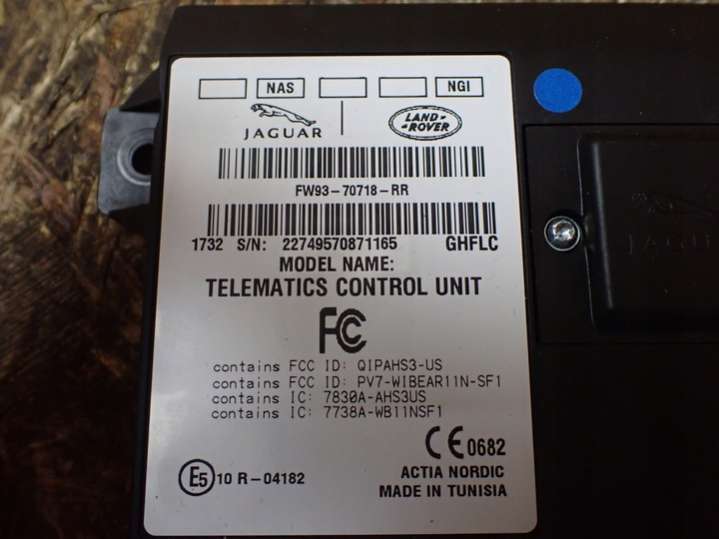 NAS NGI
JAGUAR LAND-ROVER
FW93-70718-RR
1732 S/N: 22749570871165 GHFLC
MODEL NAME:
TELEMATICS CONTROL UNIT
FC
contains FCC ID: QIPAHS3-US
contains FCC ID: PV7-WIBEAR11N-SF1
contains IC: 7830A-AHS3US
contains IC: 7738A-WB11NSF1
CE 0682
E5 10 R-04182
ACTIA NORDIC
MADE IN TUNISIA
JAGUAR